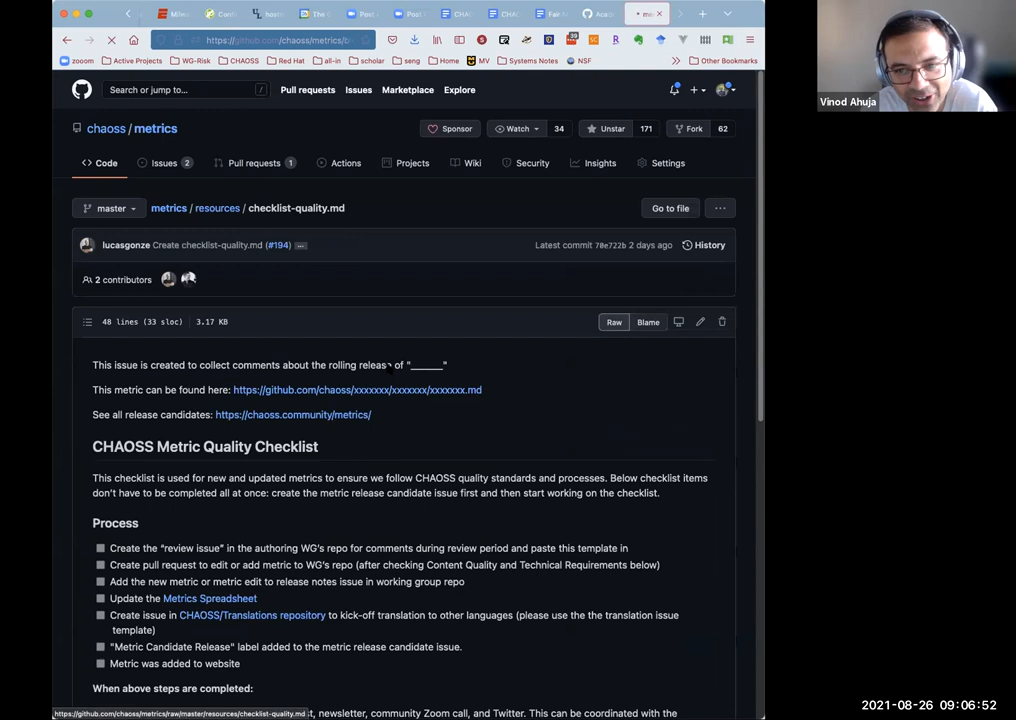 Milwa
Confi
hoste
The G
Post
Post
CHAO
CHAO
Fair M
Acade
me
https://github.com/chaoss/metrics/b
zooom
Active Projects
WG-Risk
CHAOSS
Red Hat
all-in
scholar
seng
Home
MV
Systems Notes
NSF
Other Bookmarks
Search or jump to...
/
Pull requests
Issues
Marketplace
Explore
chaoss / metrics
Sponsor
Watch
34
Unstar
171
Fork
62
Code
Issues 2
Pull requests 1
Actions
Projects
Wiki
Security
Insights
Settings
master
metrics / resources / checklist-quality.md
Go to file
...
lucasgonze Create checklist-quality.md (#194) ...
Latest commit 70e722b 2 days ago
History
2 contributors
48 lines (33 sloc)
3.17 KB
Raw
Blame
This issue is created to collect comments about the rolling release of "______"
This metric can be found here: https://github.com/chaoss/xxxxxxx/xxxxxxx/xxxxxxx.md
See all release candidates: https://chaoss.community/metrics/
CHAOSS Metric Quality Checklist
This checklist is used for new and updated metrics to ensure we follow CHAOSS quality standards and processes. Below checklist items
don't have to be completed all at once: create the metric release candidate issue first and then start working on the checklist.
Process
Create the "review issue" in the authoring WG's repo for comments during review period and paste this template in
Create pull request to edit or add metric to WG's repo (after checking Content Quality and Technical Requirements below)
Add the new metric or metric edit to release notes issue in working group repo
Update the Metrics Spreadsheet
Create issue in CHAOSS/Translations repository to kick-off translation to other languages (please use the the translation issue
template)
"Metric Candidate Release" label added to the metric release candidate issue.
Metric was added to website
When above steps are completed:
https://github.com/chaoss/metrics/raw/master/resources/checklist-quality.md
t, newsletter, community Zoom call, and Twitter. This can be coordinated with the
Vinod Ahuja
2021-08-26 09:06:52